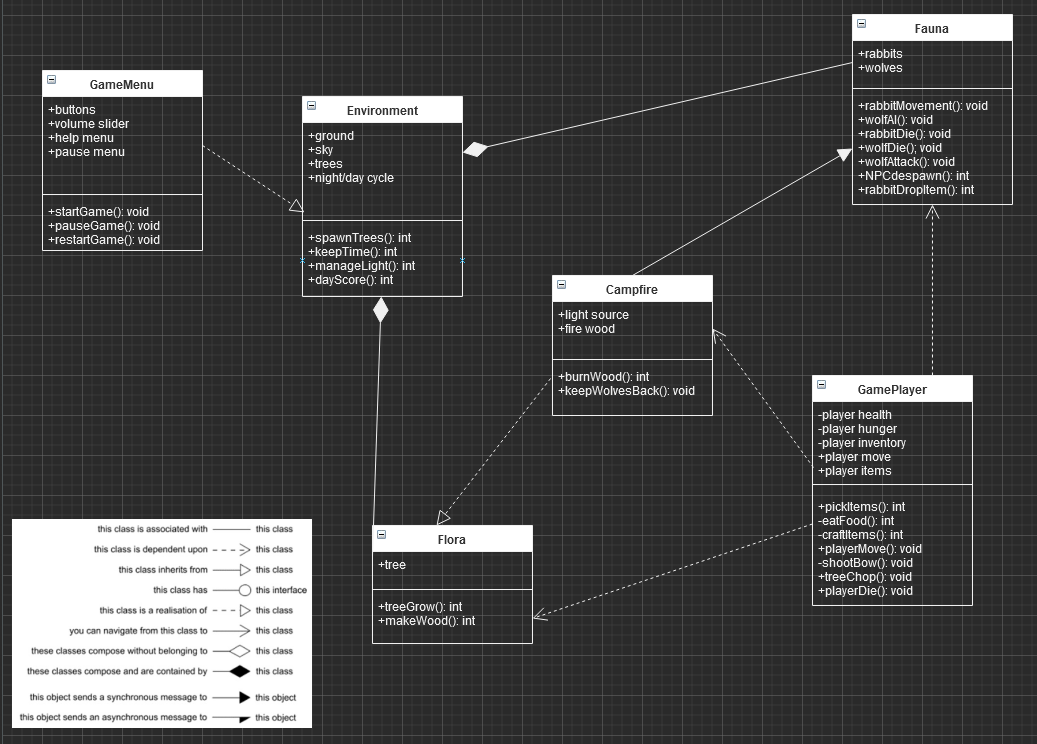 Fauna
+rabbits
+wolves
+rabbitMovement(): void
+wolfAI(): void
+rabbitDie(): void
+wolfDie(); void
+wolfAttack(): void
+NPCdespawn(): int
+rabbitDropItem(): int
GameMenu
+buttons
+volume slider
+help menu
+pause menu
+startGame(): void
+pauseGame(): void
+restartGame(): void
Environment
+ground
+sky
+trees
+night/day cycle
+spawnTrees(): int
+keepTime(): int
+manageLight(): int
+dayScore(): int
Campfire
+light source
+fire wood
+burnWood(): int
+keepWolvesBack(): void
GamePlayer
-player health
-player hunger
-player inventory
+player move
+player items
+pickItems(): int
-eatFood(): int
-craftItems(): int
+playerMove(): void
-shootBow(): void
+treeChop(): void
+playerDie(): void
Flora
+tree
+treeGrow(): int
+makeWood(): int
this class is associated with this class
this class is dependent upon this class
this class inherits from this class
this class has this interface
this class is a realisation of this class
you can navigate from this class to this class
these classes compose without belonging to this class
these classes compose and are contained by this class
this object sends a synchronous message to this object
this object sends an asynchronous message to this object